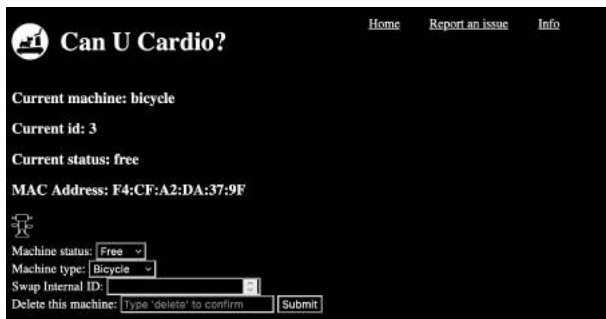 Can U Cardio?
Home Report an issue Info
Current machine: bicycle
Current id: 3
Current status: free
MAC Address: F4:CF:A2:DA:37:9F
Machine status: Free
Machine type: Bicycle
Swap Internal ID:
Delete this machine: Type 'delete' to confirm Submit